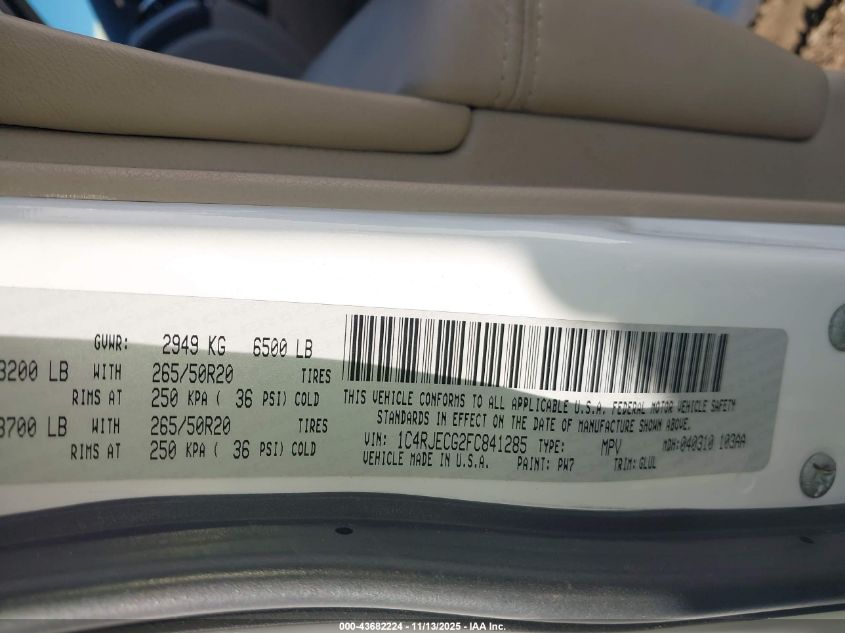 GVWR: 2949 KG 6500 LB
3200 LB WITH 265/50R20 TIRES
RIMS AT 250 KPA ( 36 PSI) COLD
3700 LB WITH 265/50R20 TIRES
RIMS AT 250 KPA ( 36 PSI) COLD
THIS VEHICLE CONFORMS TO ALL APPLICABLE U.S.A. FEDERAL MOTOR VEHICLE SAFETY
STANDARDS IN EFFECT ON THE DATE OF MANUFACTURE SHOWN ABOVE.
VIN: 1C4RJECG2FC841285 TYPE: MPV MDH:040310 103AA
VEHICLE MADE IN U.S.A. PAINT: PW7 TRIM: GLUL
000-43682224 - 11/13/2025 - IAA Inc.